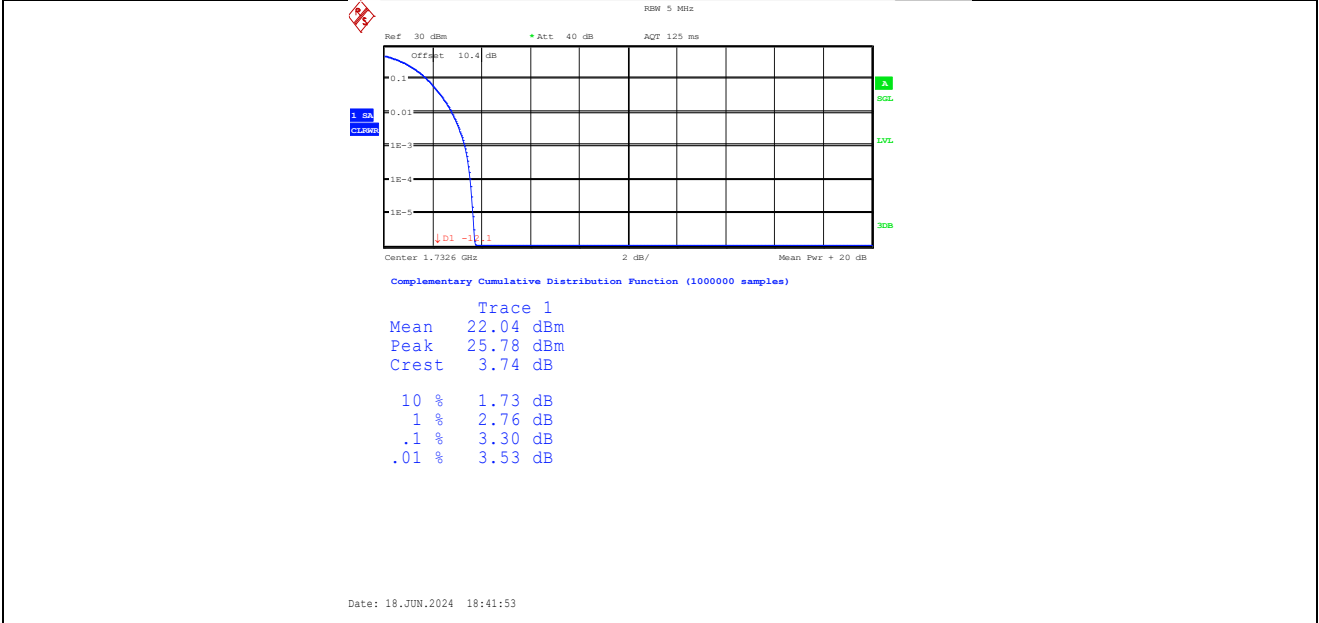 R S
RBW 5 MHz
Ref 30 dBm * Att 40 dB AQT 125 ms
Offset 10.4 dB
0.1
A
SGL
0.01
1 SA
CLRWR
1E-3
LVL
1E-4
1E-5
3DB
↓D1 -12.1
Center 1.7326 GHz 2 dB/ Mean Pwr + 20 dB
Complementary Cumulative Distribution Function (1000000 samples)
Trace 1
Mean 22.04 dBm
Peak 25.78 dBm
Crest 3.74 dB
10 % 1.73 dB
1 % 2.76 dB
.1 % 3.30 dB
.01 % 3.53 dB
Date: 18.JUN.2024 18:41:53